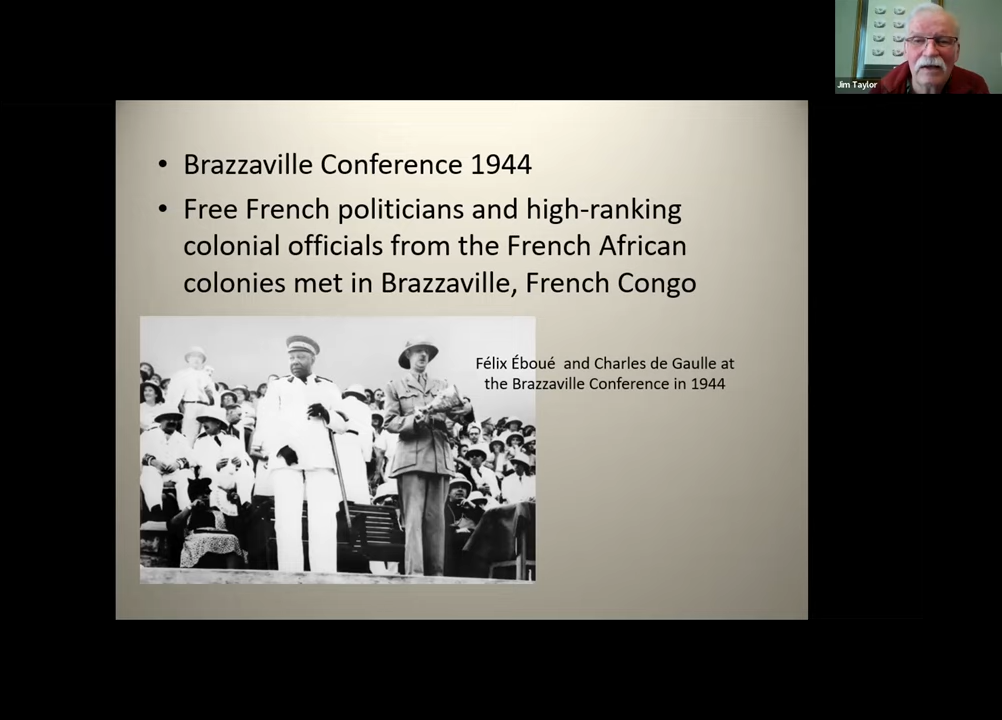 Jim Taylor
• Brazzaville Conference 1944
• Free French politicians and high-ranking
colonial officials from the French African
colonies met in Brazzaville, French Congo
Félix Éboué  and Charles de Gaulle at
the Brazzaville Conference in 1944